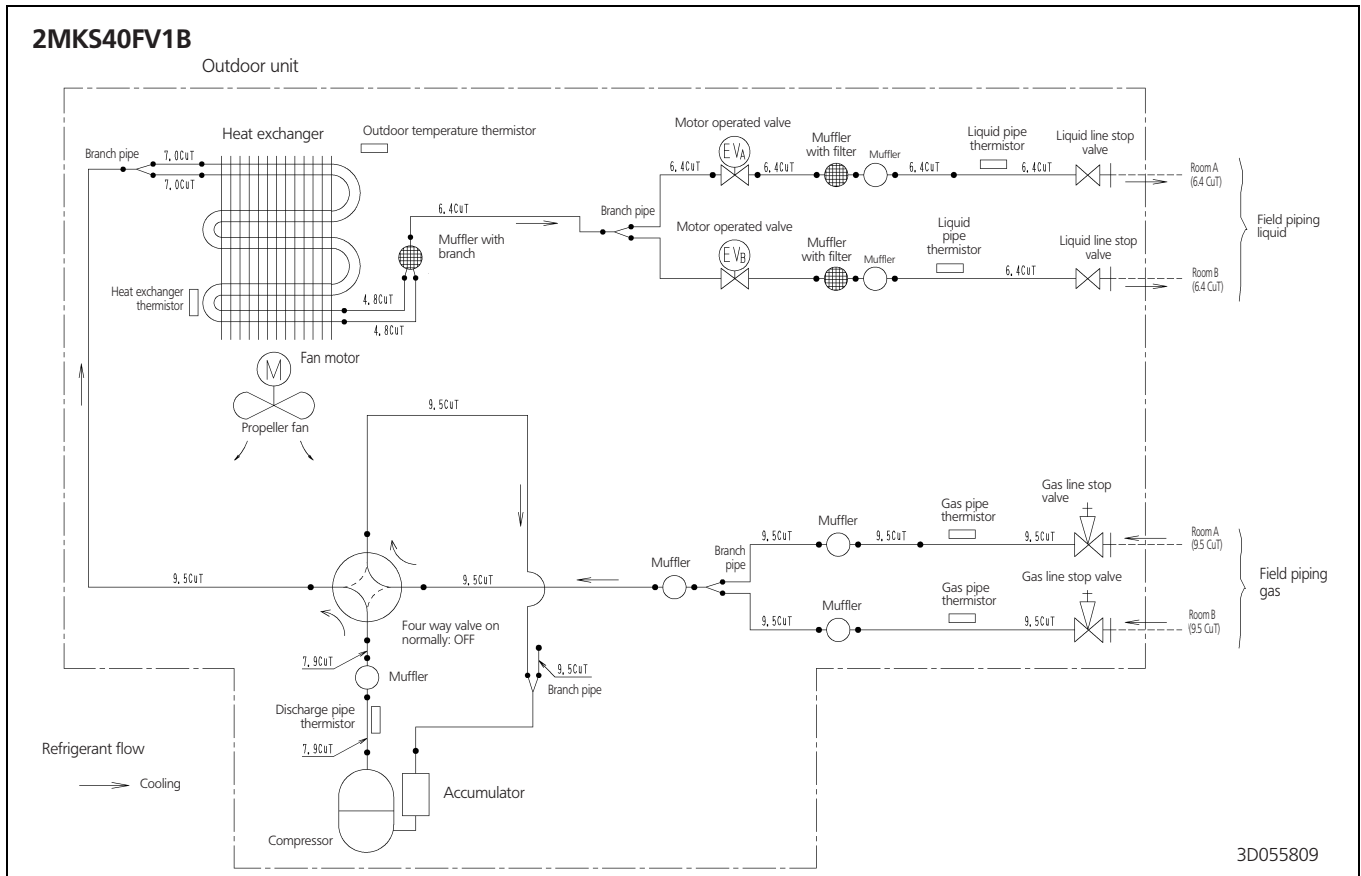 2MKS40FV1B
Outdoor unit
Heat exchanger
Outdoor temperature thermistor
Branch pipe
7.0CuT
7.0CuT
Heat exchanger
thermistor
4.8CuT
4.8CuT
6.4CuT
Muffler with
branch
Fan motor
M
Propeller fan
Branch pipe
Motor operated valve
EVA
6.4CuT
6.4CuT
Muffler
with filter
Muffler
6.4CuT
Liquid pipe
thermistor
6.4CuT
Liquid line stop
valve
Room A
(6.4 CuT)
Motor operated valve
EVB
Muffler
with filter
Muffler
Liquid
pipe
thermistor
6.4CuT
Liquid line stop
valve
Room B
(6.4 CuT)
Field piping
liquid
9.5CuT
9.5CuT
9.5CuT
Four way valve on
normally: OFF
Muffler
Branch
pipe
9.5CuT
Muffler
9.5CuT
Gas pipe
thermistor
9.5CuT
Gas line stop
valve
Room A
(9.5 CuT)
9.5CuT
Muffler
Gas pipe
thermistor
9.5CuT
Gas line stop valve
Room B
(9.5 CuT)
Field piping
gas
7.9CuT
Muffler
9.5CuT
Branch pipe
Discharge pipe
thermistor
7.9CuT
Accumulator
Compressor
Refrigerant flow
Cooling
3D055809